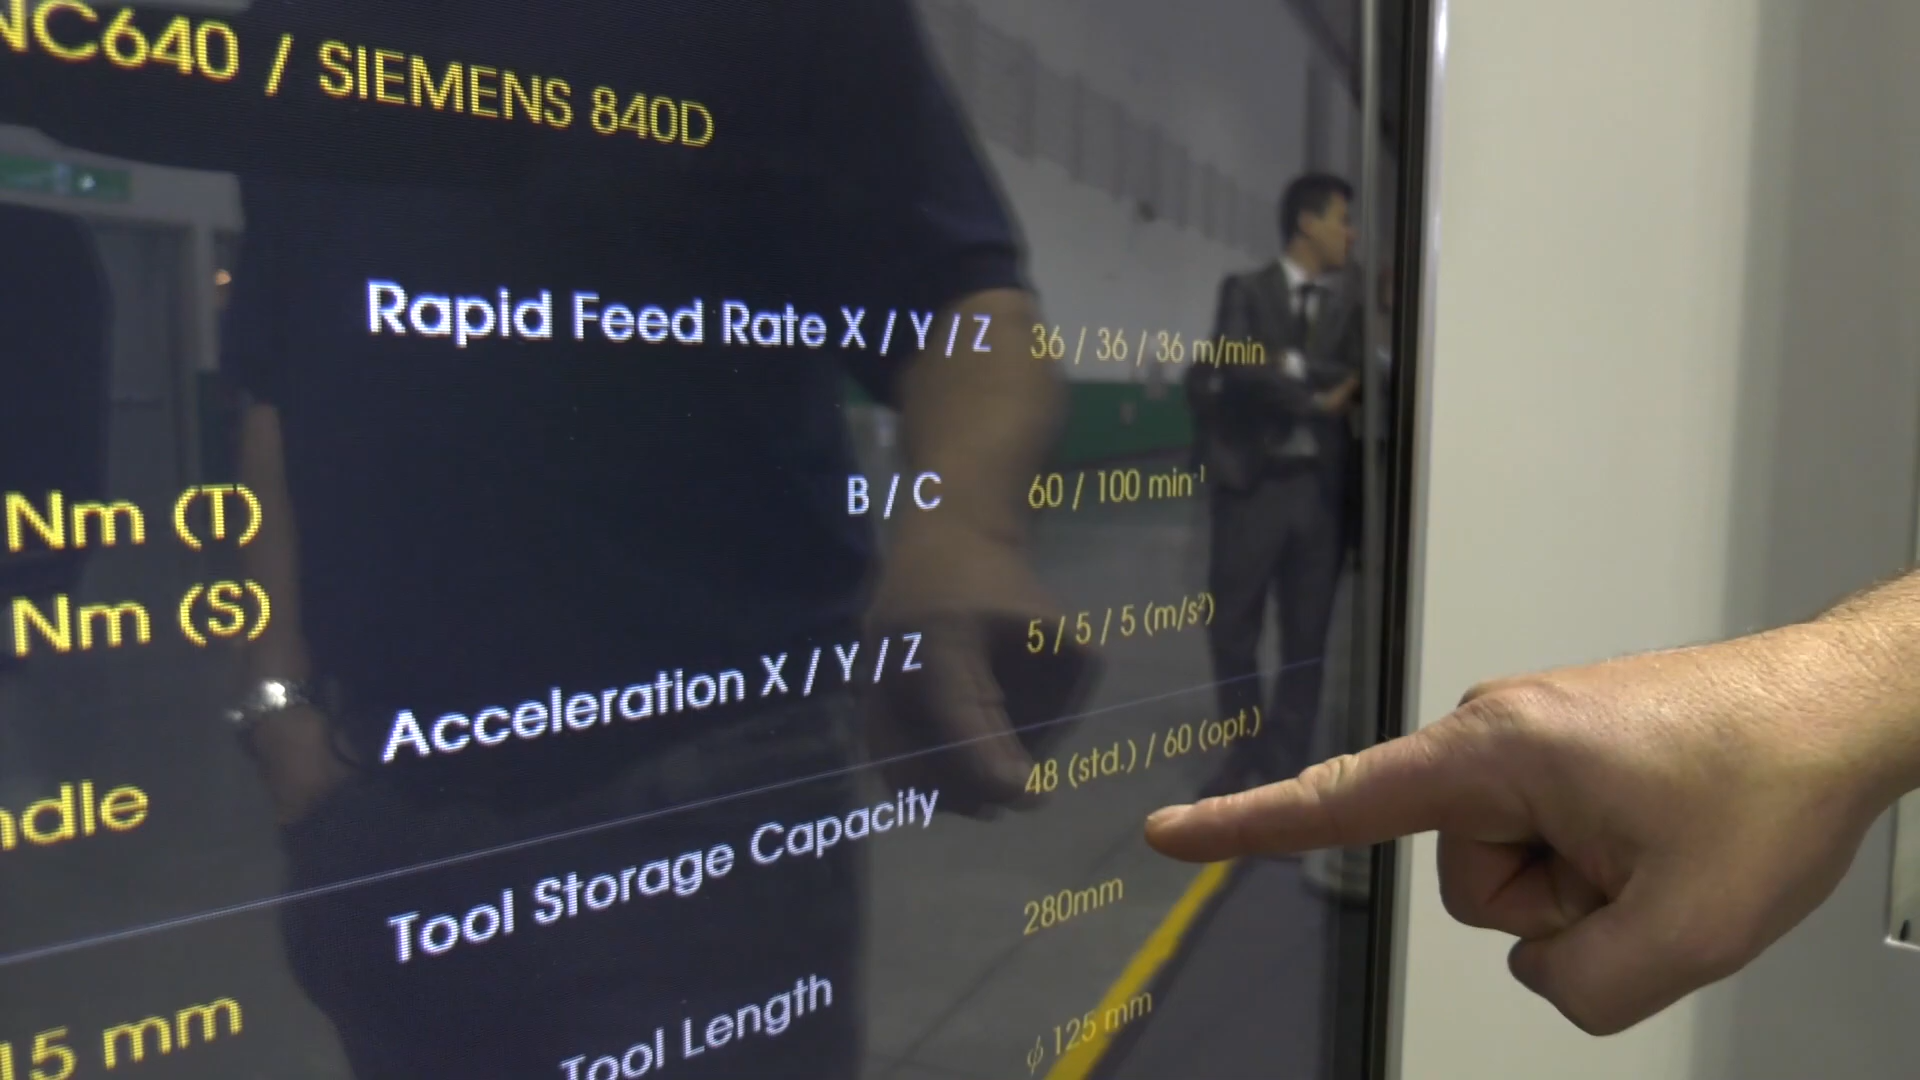 NC640 / SIEMENS 840D
Rapid Feed Rate X / Y / Z 36 / 36 / 36 m/min
B / C 60 / 100 min⁻¹
Nm (T)
Nm (S)
Acceleration X / Y / Z 5 / 5 / 5 (m/s²)
ndle
Tool Storage Capacity 48 (std.) / 60 (opt.)
15 mm
Tool Length 280mm
ϕ 125 mm